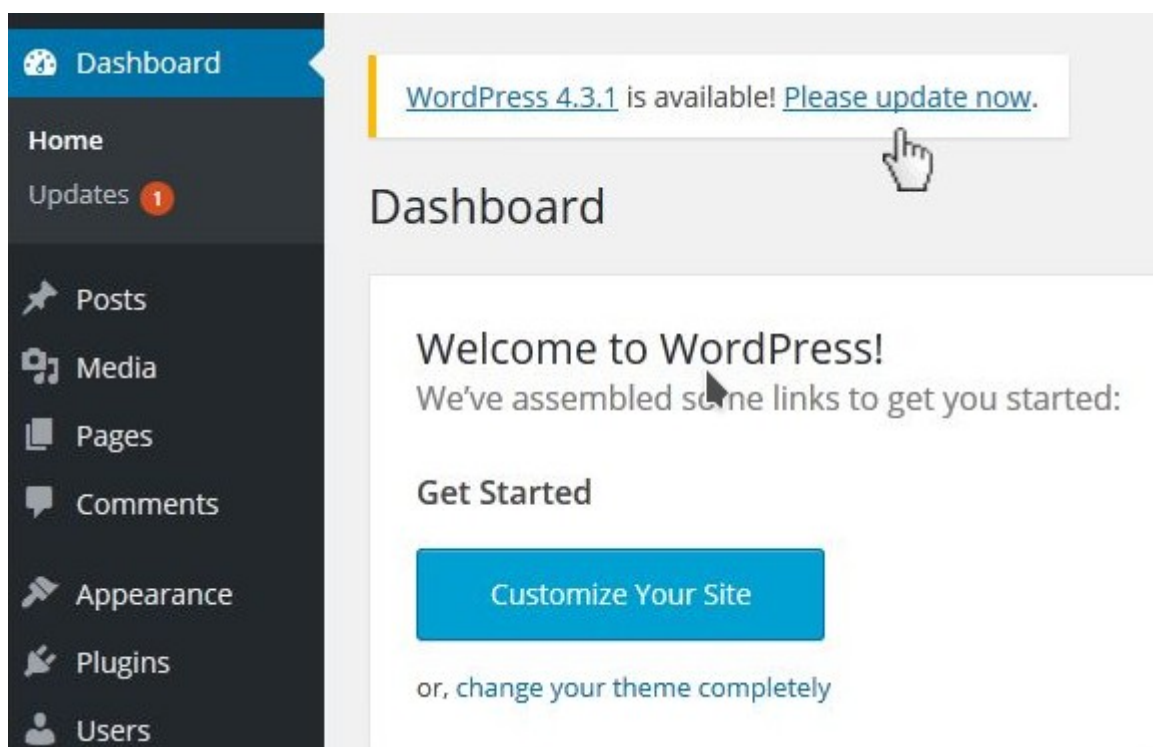 Dashboard
Home
Updates 1
Posts
Media
Pages
Comments
Appearance
Plugins
Users
WordPress 4.3.1 is available! Please update now.
Dashboard
Welcome to WordPress!
We've assembled some links to get you started:
Get Started
Customize Your Site
or, change your theme completely